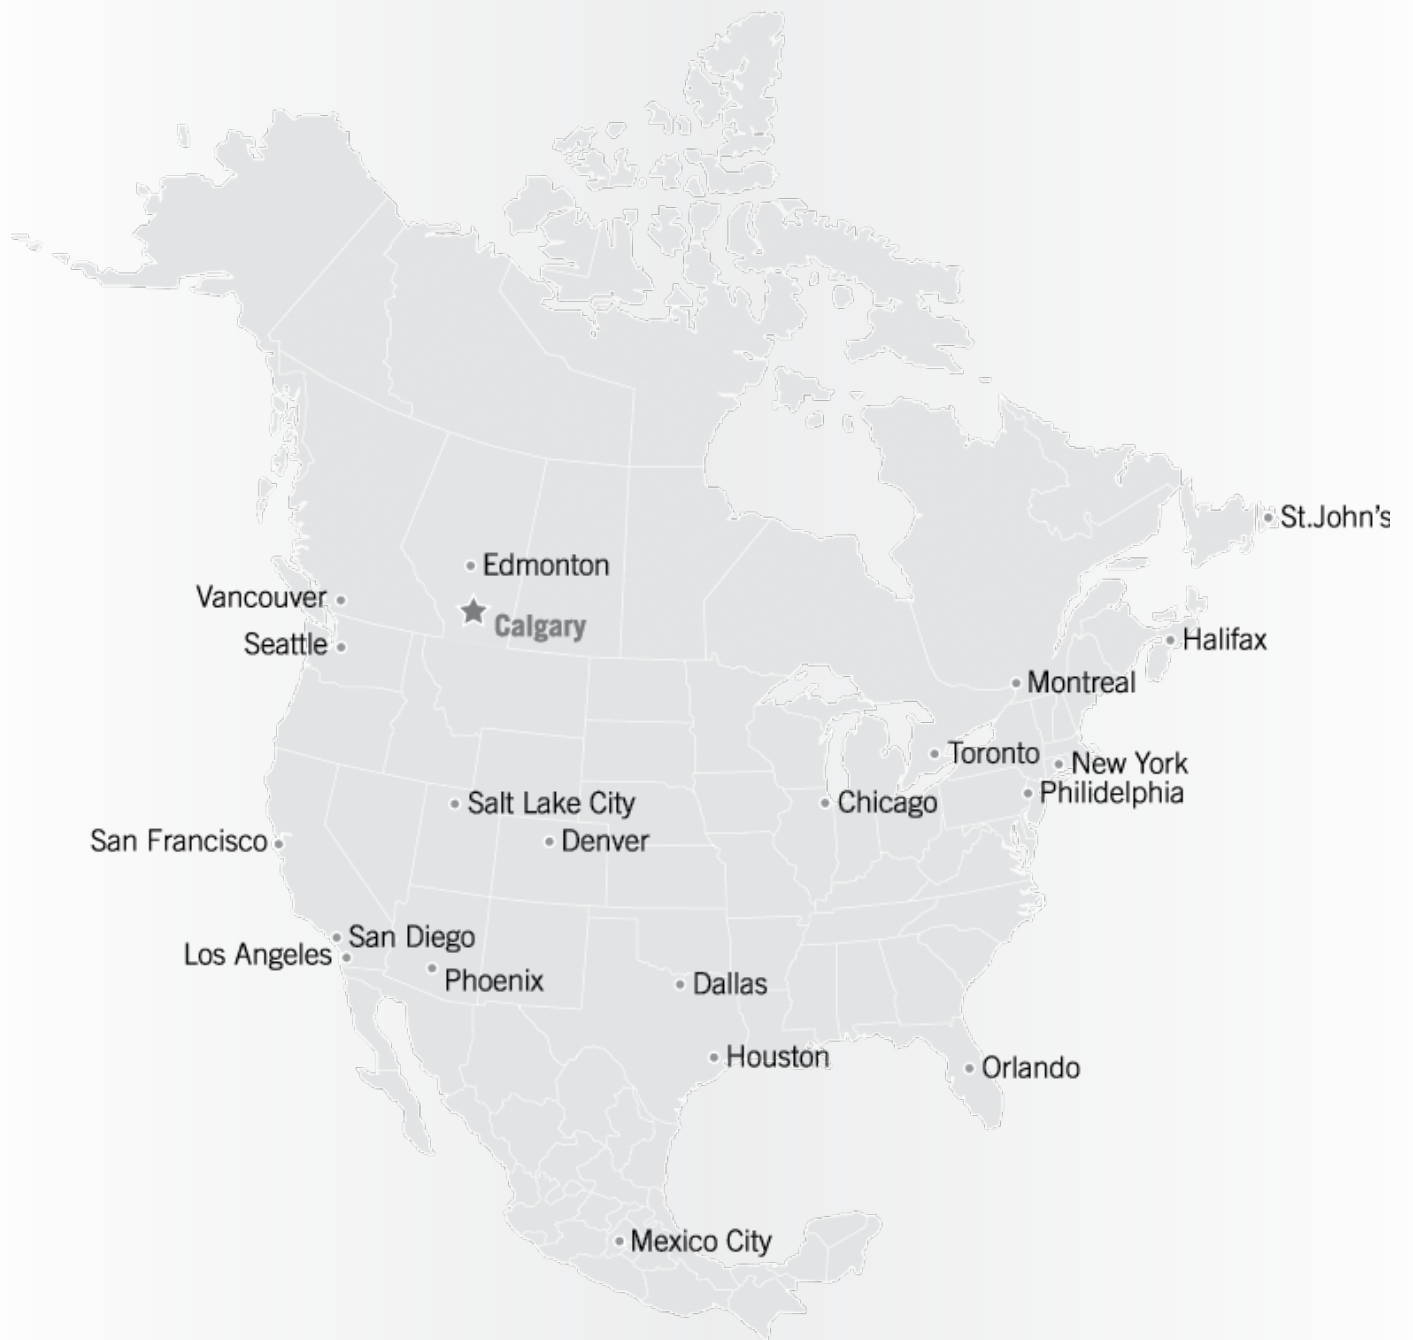 St.John's
Edmonton
Vancouver
Calgary
Seattle
Halifax
Montreal
Toronto
New York
Philidelphia
Salt Lake City
Chicago
San Francisco
Denver
San Diego
Los Angeles
Phoenix
Dallas
Houston
Orlando
Mexico City